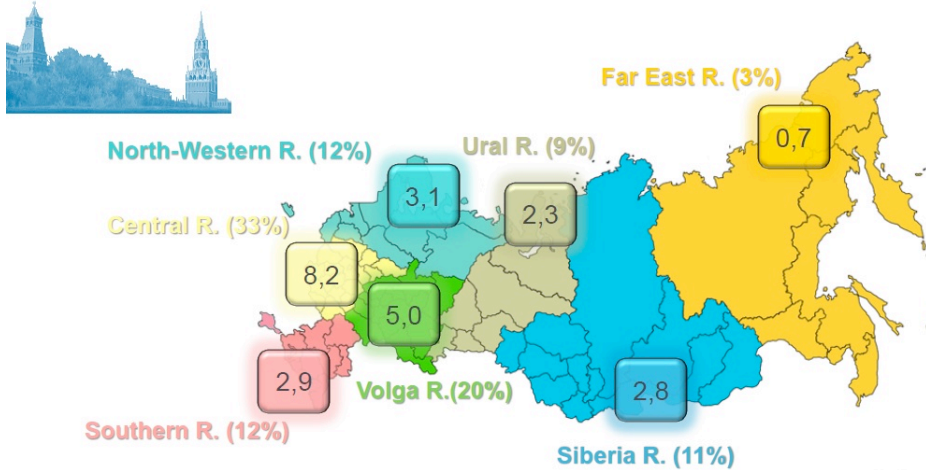 Far East R. (3%)
0,7
North-Western R. (12%)
Ural R. (9%)
3,1
2,3
Central R. (33%)
8,2
5,0
2,9
Volga R.(20%)
2,8
Southern R. (12%)
Siberia R. (11%)